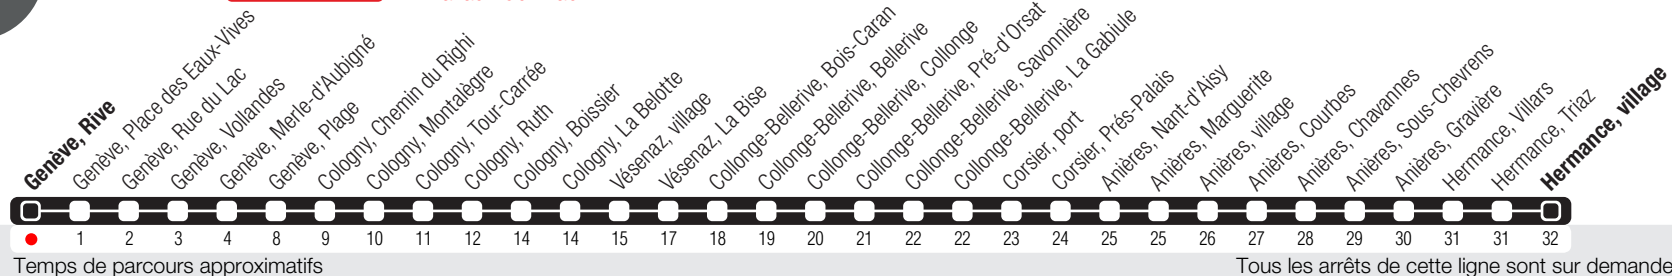 Genève, Rive
Genève, Place des Eaux-Vives
Genève, Rue du Lac
Genève, Vollandes
Genève, Merle-d'Aubigné
Genève, Plage
Cologny, Chemin du Righi
Cologny, Montalègre
Cologny, Tour-Carrée
Cologny, Ruth
Cologny, Boissier
Cologny, La Belotte
Vésenaz, village
Vésenaz, La Bise
Collonge-Bellerive, Bois-Caran
Collonge-Bellerive, Bellerive
Collonge-Bellerive, Collonge
Collonge-Bellerive, Pré-d'Orsat
Collonge-Bellerive, Savonnière
Collonge-Bellerive, La Gabiule
Corsier, port
Corsier, Prés-Palais
Anières, Nant-d'Aisy
Anières, Marguerite
Anières, village
Anières, Courbes
Anières, Chavannes
Anières, Sous-Chevrens
Anières, Gravière
Hermance, Villars
Hermance, Triaz
Hermance, village
1 2 3 4 8 9 10 11 12 14 14 15 17 18 19 20 21 22 22 23 24 25 25 26 27 28 29 30 31 31 32
Temps de parcours approximatifs
Tous les arrêts de cette ligne sont sur demande